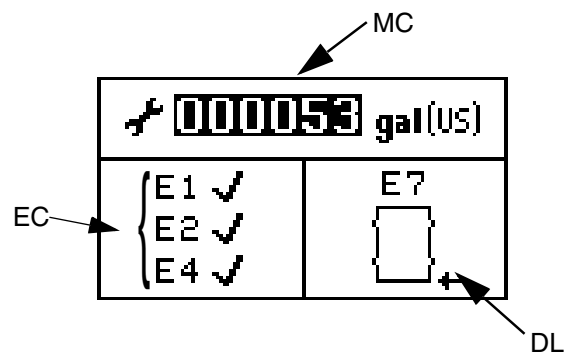 MC
000053 gal(US)
EC
E1 ✓
E2 ✓
E4 ✓
E7
DL